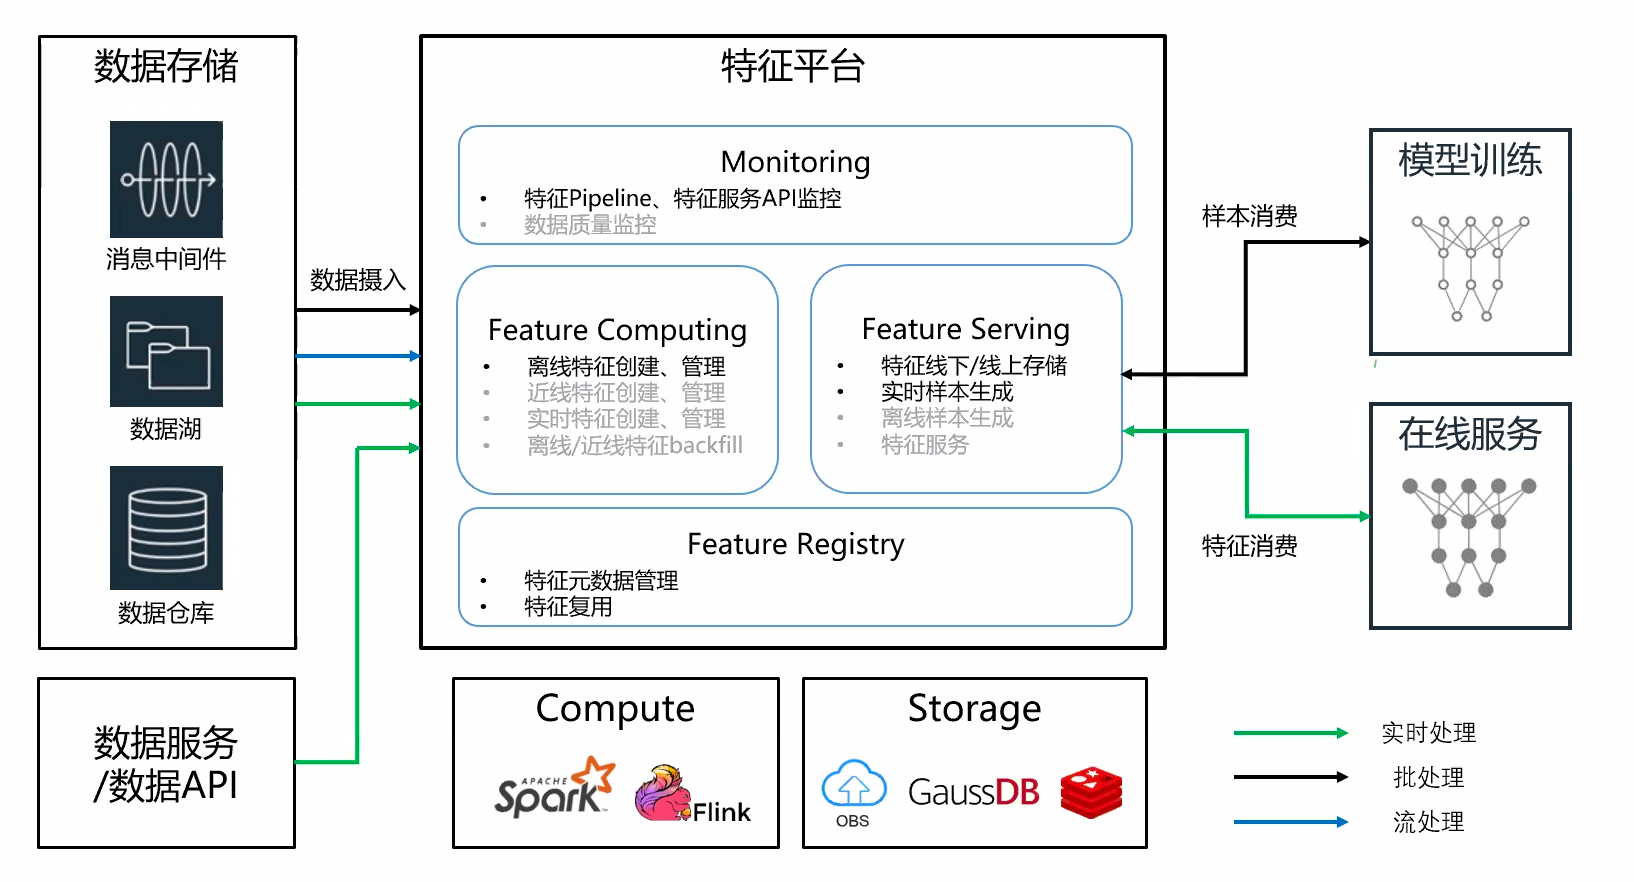 数据存储
消息中间件
数据湖
数据仓库
数据服务
/数据API
数据摄入
特征平台
Monitoring
• 特征Pipeline、特征服务API监控
• 数据质量监控
Feature Computing
• 离线特征创建、管理
• 近线特征创建、管理
• 实时特征创建、管理
• 离线/近线特征backfill
Feature Serving
• 特征线下/线上存储
• 实时样本生成
• 离线样本生成
• 特征服务
Feature Registry
• 特征元数据管理
• 特征复用
Compute
APACHE
Spark™
Flink
Storage
OBS
GaussDB
样本消费
特征消费
模型训练
在线服务
实时处理
批处理
流处理